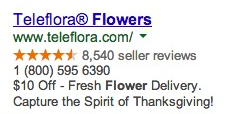 Teleflora® Flowers
www.teleflora.com/
8,540 seller reviews
1 (800) 595 6390
$10 Off - Fresh Flower Delivery.
Capture the Spirit of Thanksgiving!